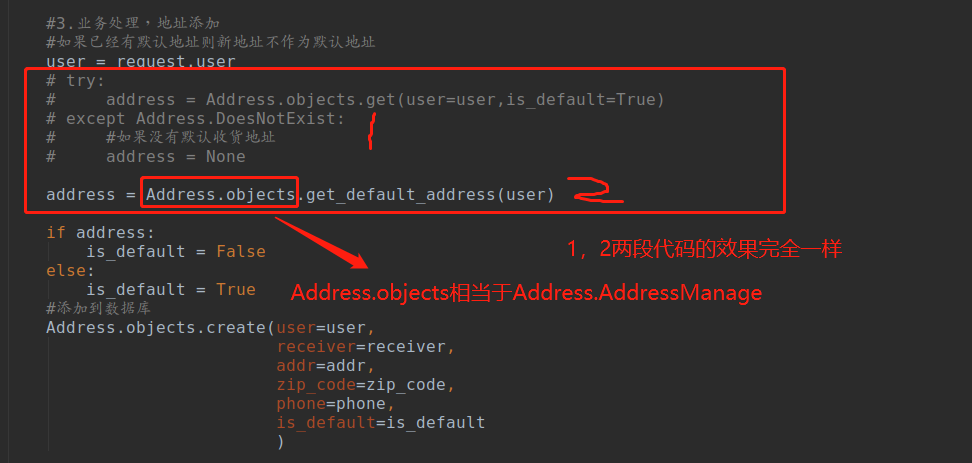 #3.业务处理，地址添加
#如果已经有默认地址则新地址不作为默认地址
user = request.user
# try:
#     address = Address.objects.get(user=user,is_default=True)
# except Address.DoesNotExist:
#     #如果没有默认收货地址
#     address = None
1
address = Address.objects.get_default_address(user)
2
if address:
    is_default = False
else:
    is_default = True
1，2两段代码的效果完全一样
Address.objects相当于Address.AddressManage
#添加到数据库
Address.objects.create(user=user,
                       receiver=receiver,
                       addr=addr,
                       zip_code=zip_code,
                       phone=phone,
                       is_default=is_default
                       )